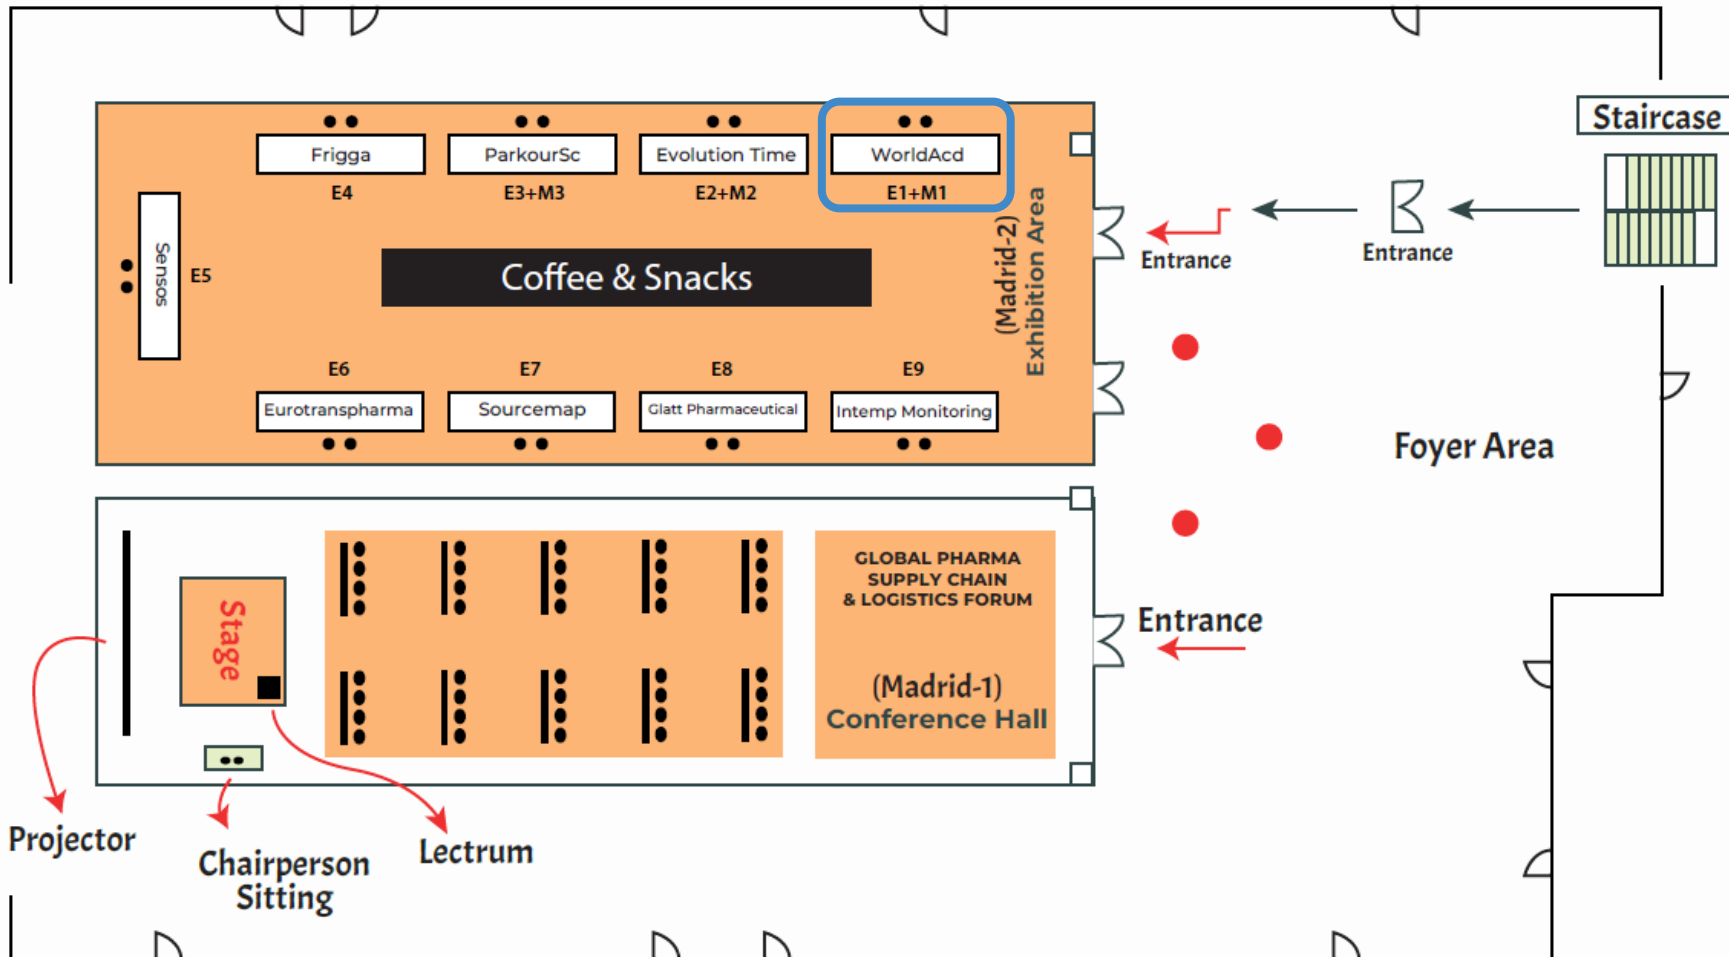 Staircase
Frigga
ParkourSc
Evolution Time
WorldAcd
E4
E3+M3
E2+M2
E1+M1
Sensos
E5
Coffee & Snacks
(Madrid-2)
Exhibition Area
Entrance
Entrance
E6
E7
E8
E9
Eurotranspharma
Sourcemap
Glatt Pharmaceutical
Intemp Monitoring
Foyer Area
Stage
GLOBAL PHARMA
SUPPLY CHAIN
& LOGISTICS FORUM
(Madrid-1)
Conference Hall
Entrance
Projector
Chairperson
Sitting
Lectrum